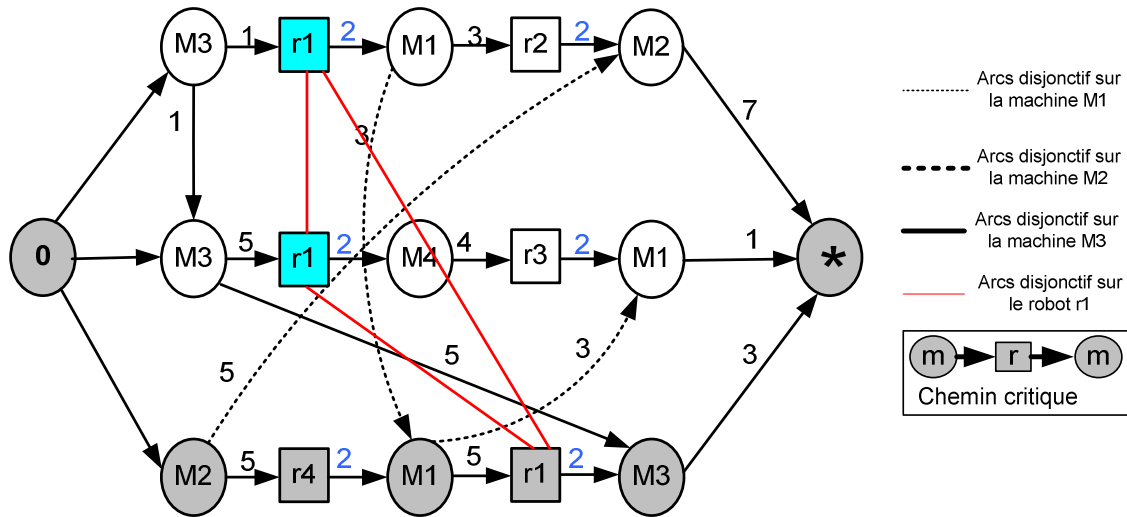 M3 1 r1 2 M1 3 r2 2 M2
1
3
7
0
M3 5 r1 2 M4 4 r3 2 M1 1 *
5
5
3
3
M2 5 r4 2 M1 5 r1 2 M3
Arcs disjonctif sur
la machine M1
Arcs disjonctif sur
la machine M2
Arcs disjonctif sur
la machine M3
Arcs disjonctif sur
le robot r1
m r m
Chemin critique